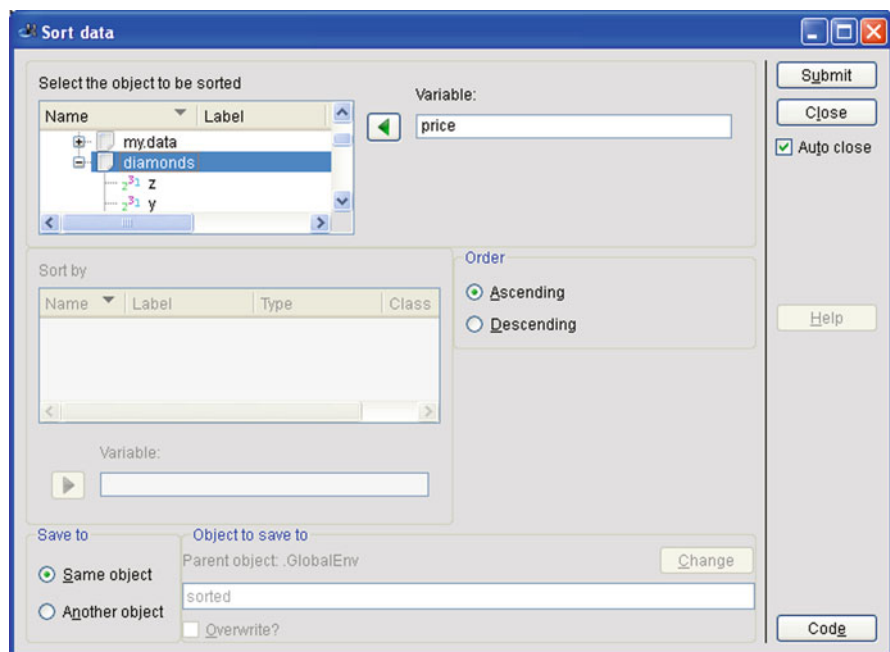 Sort data
Select the object to be sorted
Name Label
my.data
diamonds
z
y
Variable:
price
Submit
Close
Auto close
Sort by
Name Label Type Class
Variable:
Order
Ascending
Descending
Help
Save to
Same object
Another object
Object to save to
Parent object: .GlobalEnv
Change
sorted
Overwrite?
Code